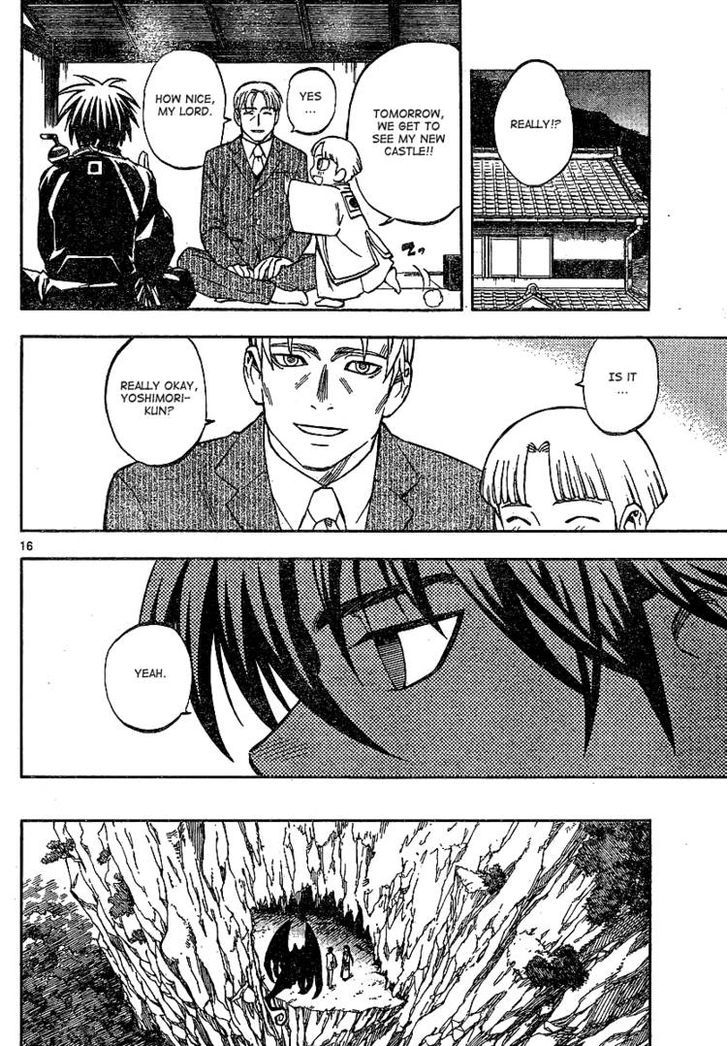 REALLY!?
TOMORROW,
WE GET TO
SEE MY NEW
CASTLE!!
YES
...
HOW NICE,
MY LORD.
IS IT
...
REALLY OKAY,
YOSHIMORI-
KUN?
16
YEAH.